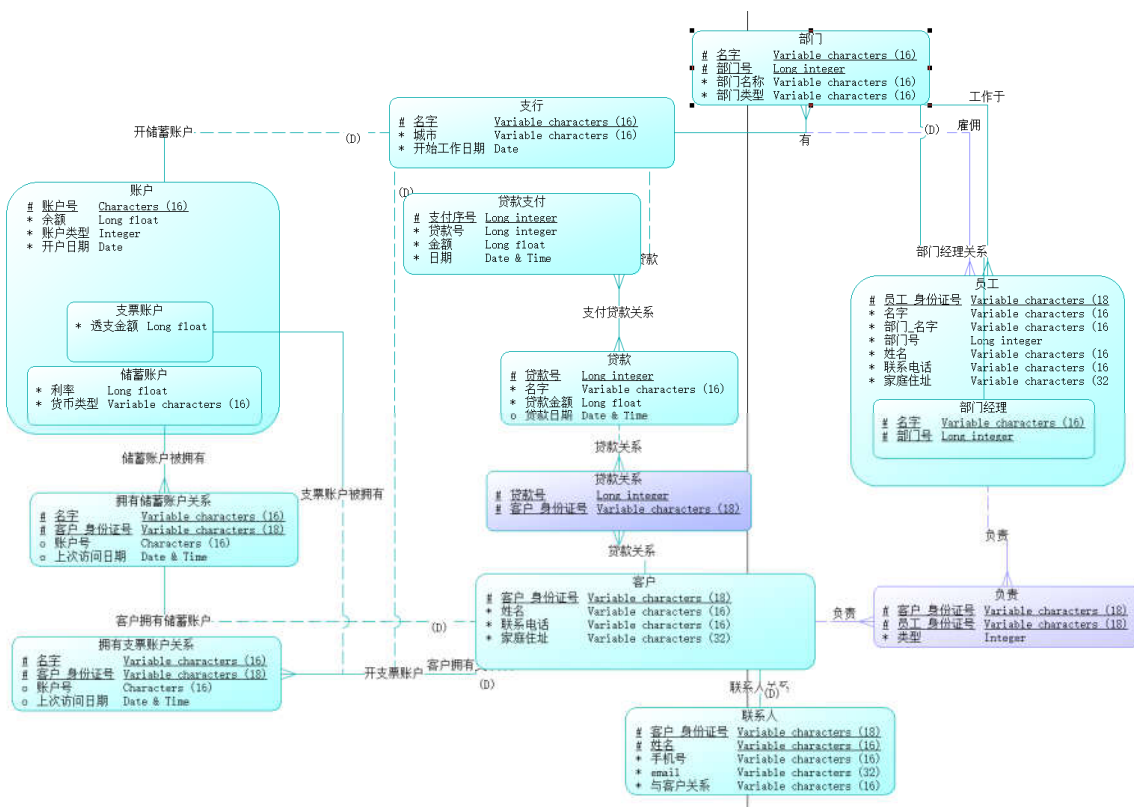 部门
# 名字 Variable characters (16)
# 部门号 Long integer
* 部门名称 Variable characters (16)
* 部门类型 Variable characters (16)
工作于
支行
# 名字 Variable characters (16)
* 城市 Variable characters (16)
* 开始工作日期 Date
开储蓄账户
(D)
有
(D)
雇佣
账户
# 账户号 Characters (16)
* 余额 Long float
* 账户类型 Integer
* 开户日期 Date
(D)
贷款支付
# 支付序号 Long integer
* 贷款号 Long integer
* 金额 Long float
* 日期 Date & Time
贷款
部门经理关系
员工
# 员工_身份证号 Variable characters (18
* 名字 Variable characters (16
* 部门_名字 Variable characters (16
* 部门号 Long integer
* 姓名 Variable characters (16
* 联系电话 Variable characters (16
* 家庭住址 Variable characters (32
部门经理
# 名字 Variable characters (16)
# 部门号 Long integer
支票账户
* 透支金额 Long float
支付贷款关系
贷款
# 贷款号 Long integer
* 名字 Variable characters (16)
* 贷款金额 Long float
o 贷款日期 Date & Time
储蓄账户
* 利率 Long float
* 货币类型 Variable characters (16)
贷款关系
储蓄账户被拥有
支票账户被拥有
贷款关系
# 贷款号 Long integer
# 客户_身份证号 Variable characters (18)
拥有储蓄账户关系
# 名字 Variable characters (16)
# 客户_身份证号 Variable characters (18)
o 账户号 Characters (16)
o 上次访问日期 Date & Time
贷款关系
负责
客户
# 客户_身份证号 Variable characters (18)
* 姓名 Variable characters (16)
* 联系电话 Variable characters (16)
* 家庭住址 Variable characters (32)
负责
负责
# 客户_身份证号 Variable characters (18)
# 员工_身份证号 Variable characters (18)
* 类型 Integer
客户拥有储蓄账户
(D)
拥有支票账户关系
# 名字 Variable characters (16)
# 客户_身份证号 Variable characters (18)
o 账户号 Characters (16)
o 上次访问日期 Date & Time
开支票账户
客户拥有
(D)
联系人
(D)
联系人
# 客户_身份证号 Variable characters (18)
# 姓名 Variable characters (16)
* 手机号 Variable characters (16)
* email Variable characters (32)
* 与客户关系 Variable characters (16)